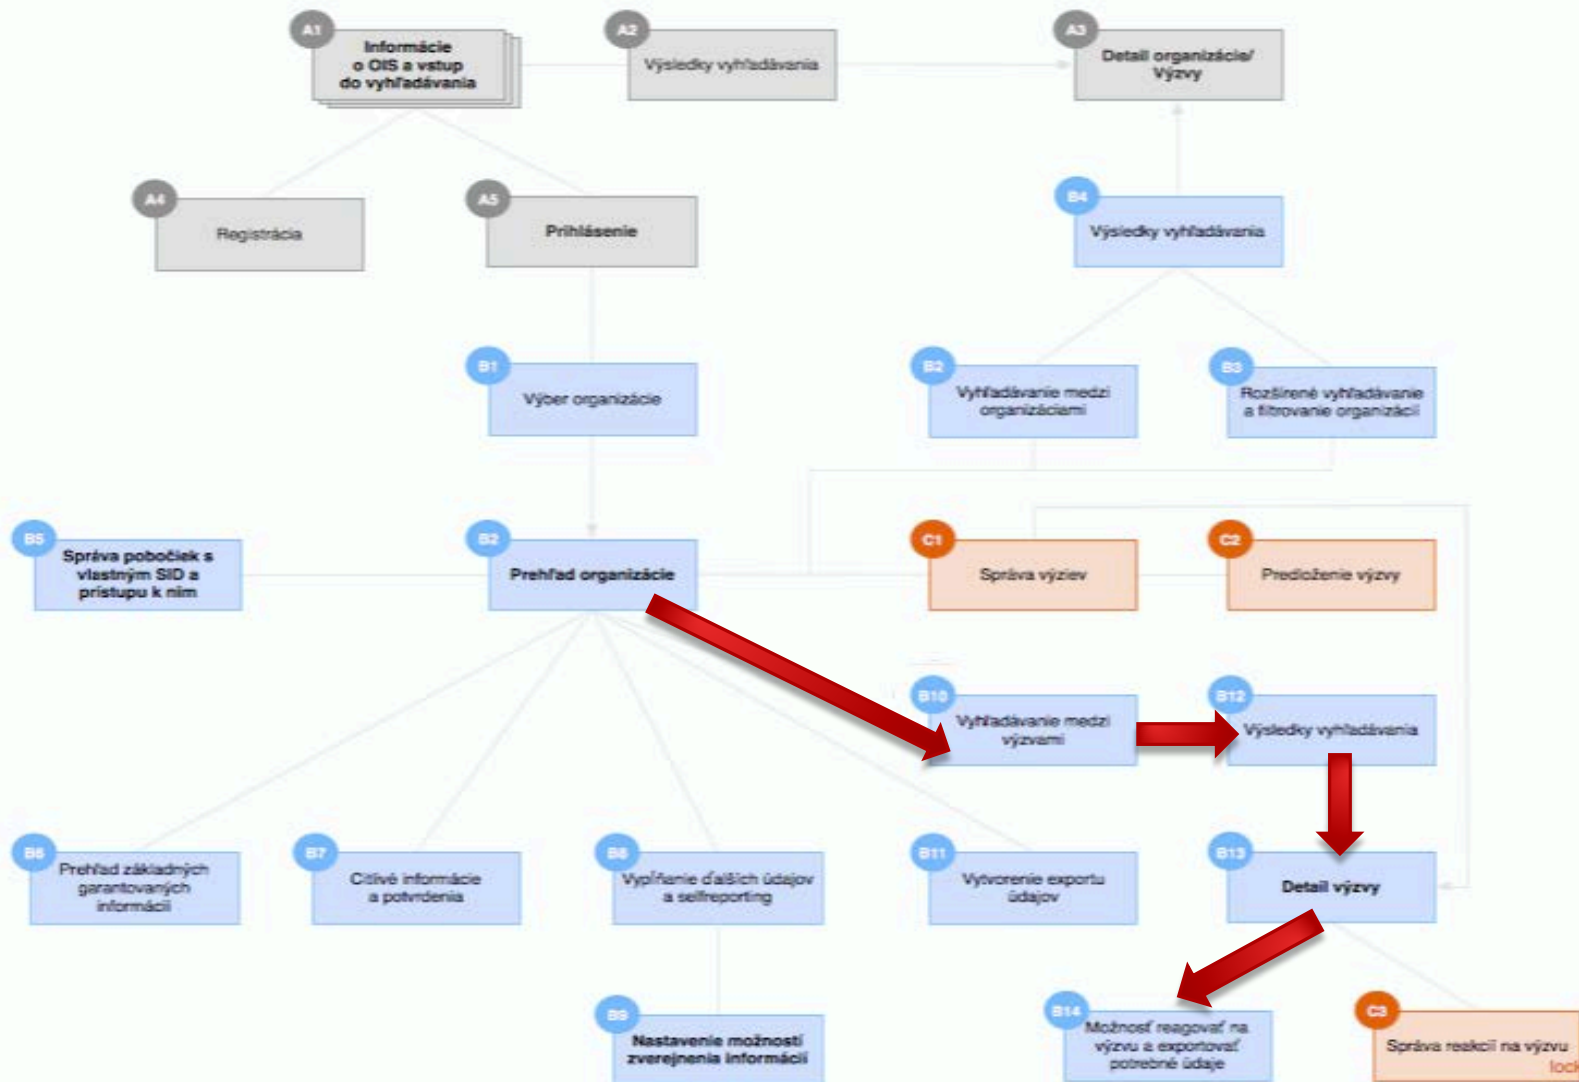 A1
Informácie
o OIS a vstup
do vyhľadávania
A2
Výsledky vyhľadávania
A3
Detail organizácie/
Výzvy
A4
Registrácia
A5
Prihlásenie
B4
Výsledky vyhľadávania
B1
Výber organizácie
B2
Vyhľadávanie medzi
organizáciami
B3
Rozšírené vyhľadávanie
a filtrovanie organizácií
B5
Správa pobočiek s
vlastným SID a
prístupu k nim
B2
Prehľad organizácie
C1
Správa výziev
C2
Predloženie výzvy
B10
Vyhľadávanie medzi
výzvami
B12
Výsledky vyhľadávania
B6
Prehľad základných
garantovaných
informácií
B7
Citlivé informácie
a potvrdenia
B8
Vypĺňanie ďalších údajov
a selfreporting
B11
Vytvorenie exportu
údajov
B13
Detail výzvy
B9
Nastavenie možností
zverejnenia informácií
B14
Možnosť reagovať na
výzvu a exportovať
potrebné údaje
C3
Správa reakcií na výzvu
lock